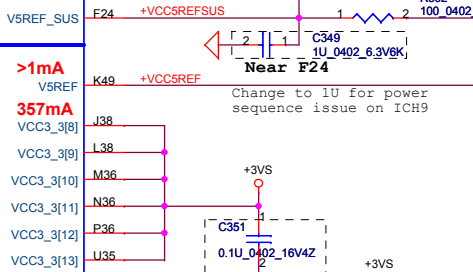 V5REF_SUS F24 +VCC5REFSUS 1 2 100_0402
C349
2 1
1U_0402_6.3V6K
Near F24
>1mA
V5REF K49 +VCC5REF
Change to 1U for power
sequence issue on ICH9
357mA
VCC3_3[8] J38
VCC3_3[9] L38
VCC3_3[10] M36
+3VS
VCC3_3[11] N36
VCC3_3[12] P36
VCC3_3[13] U35
1
C351
0.1U_0402_16V4Z
2
+3VS